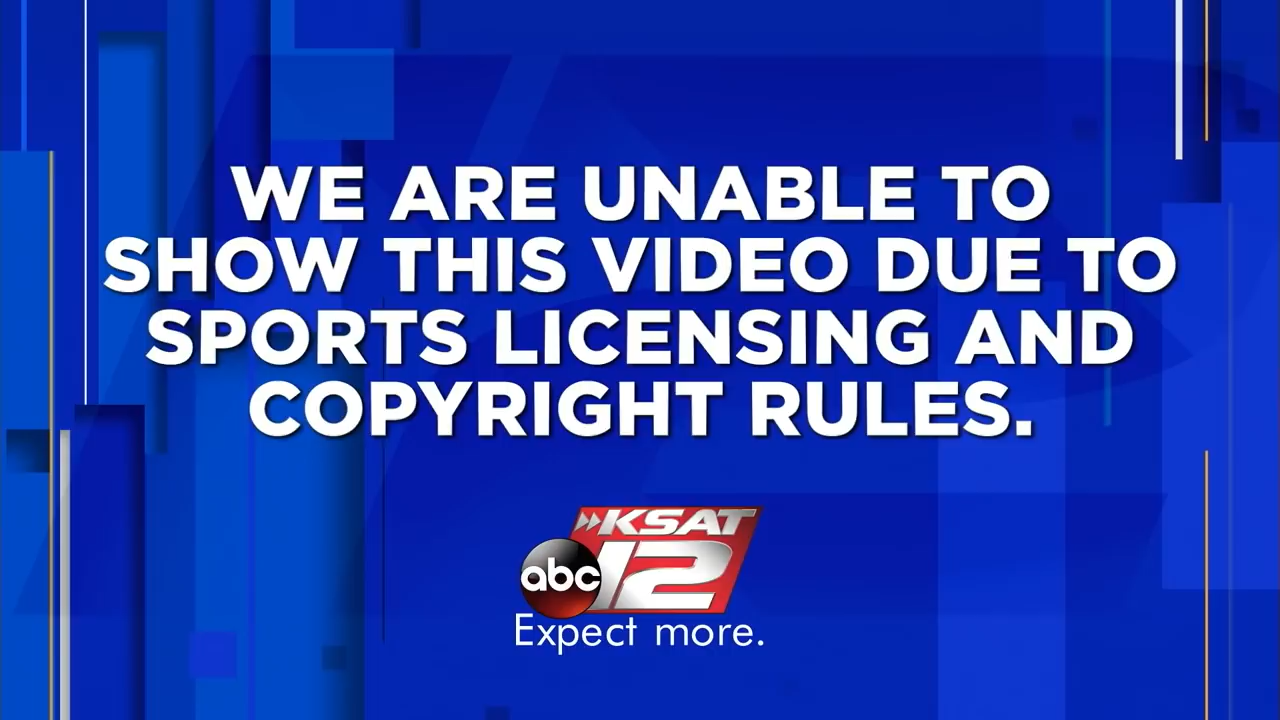 WE ARE UNABLE TO
SHOW THIS VIDEO DUE TO
SPORTS LICENSING AND
COPYRIGHT RULES.
KSAT
abc 12
Expect more.